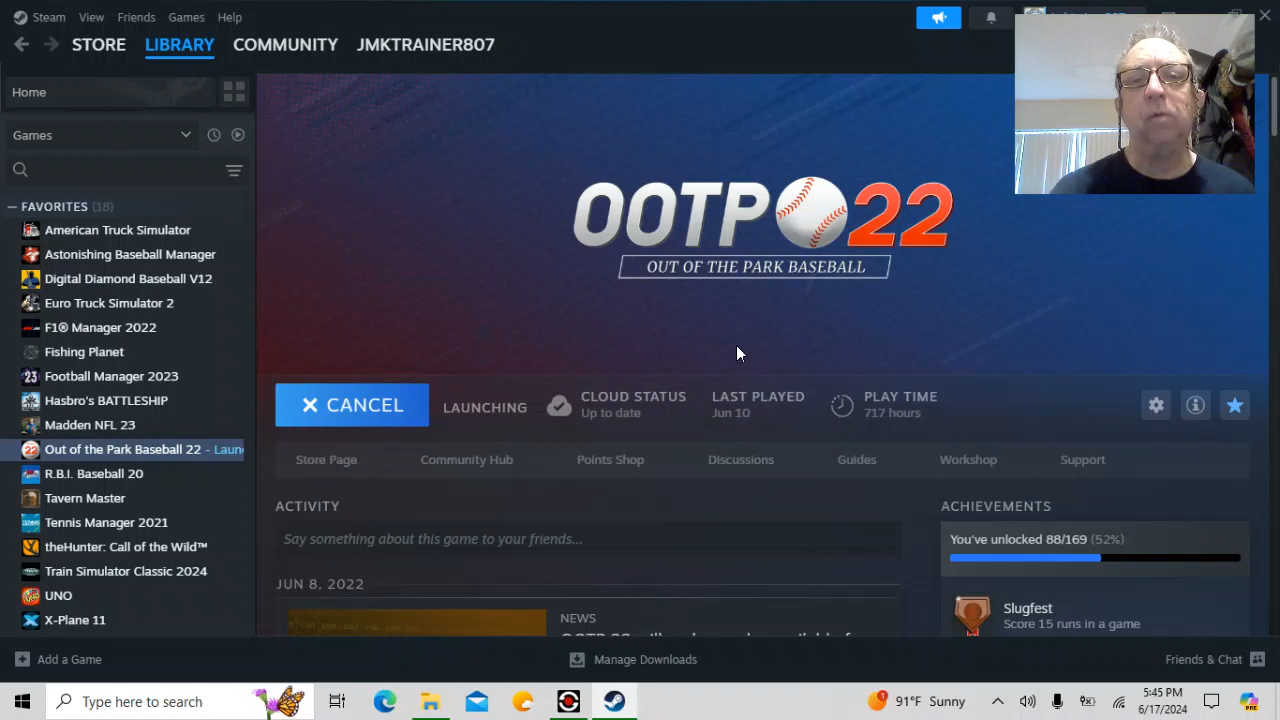 Steam View Friends Games Help
STORE LIBRARY COMMUNITY JMKTRAINER807
Home
Games
FAVORITES (18)
American Truck Simulator
Astonishing Baseball Manager
Digital Diamond Baseball V12
Euro Truck Simulator 2
F1® Manager 2022
Fishing Planet
Football Manager 2023
Hasbro's BATTLESHIP
Madden NFL 23
Out of the Park Baseball 22 - Laun
R.B.I. Baseball 20
Tavern Master
Tennis Manager 2021
theHunter: Call of the Wild™
Train Simulator Classic 2024
UNO
X-Plane 11
OOTP 22
OUT OF THE PARK BASEBALL
CANCEL
LAUNCHING
CLOUD STATUS
Up to date
LAST PLAYED
Jun 10
PLAY TIME
717 hours
Store Page Community Hub Points Shop Discussions Guides Workshop Support
ACTIVITY
Say something about this game to your friends...
JUN 8, 2022
NEWS
ACHIEVEMENTS
You've unlocked 88/169 (52%)
Slugfest
Score 15 runs in a game
Add a Game
Manage Downloads
Friends & Chat
Type here to search
1
91°F Sunny
5:45 PM
6/17/2024
PRE